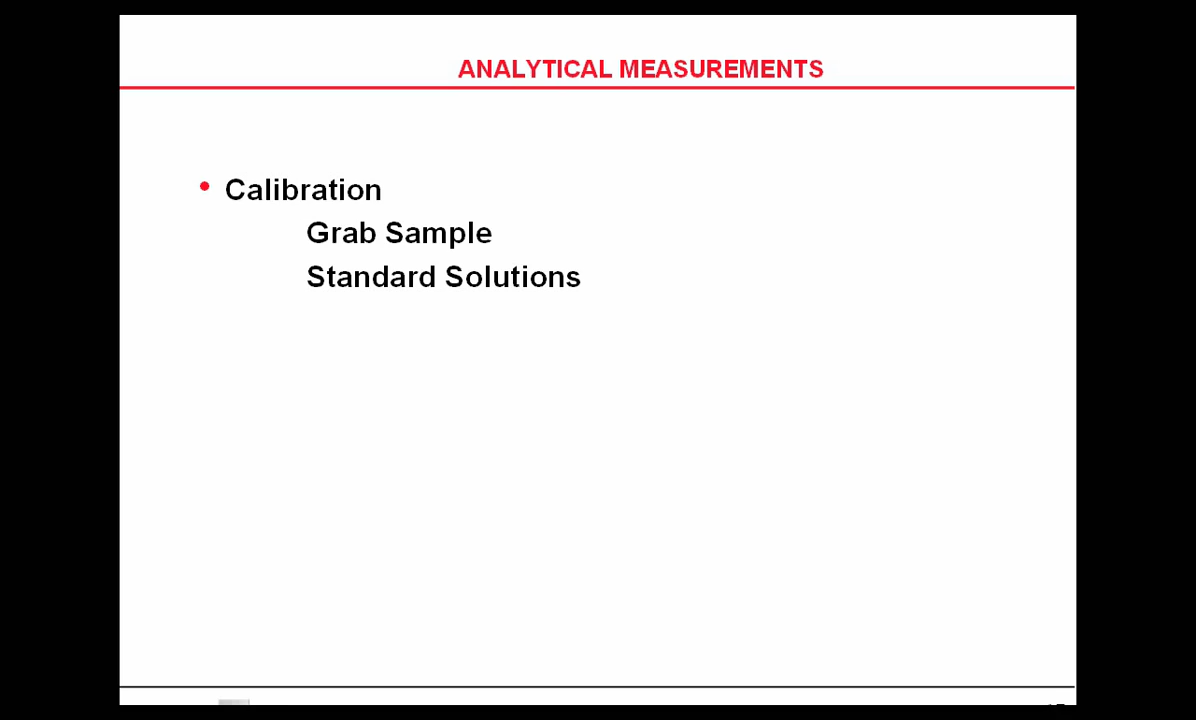 ANALYTICAL MEASUREMENTS
• Calibration
Grab Sample
Standard Solutions